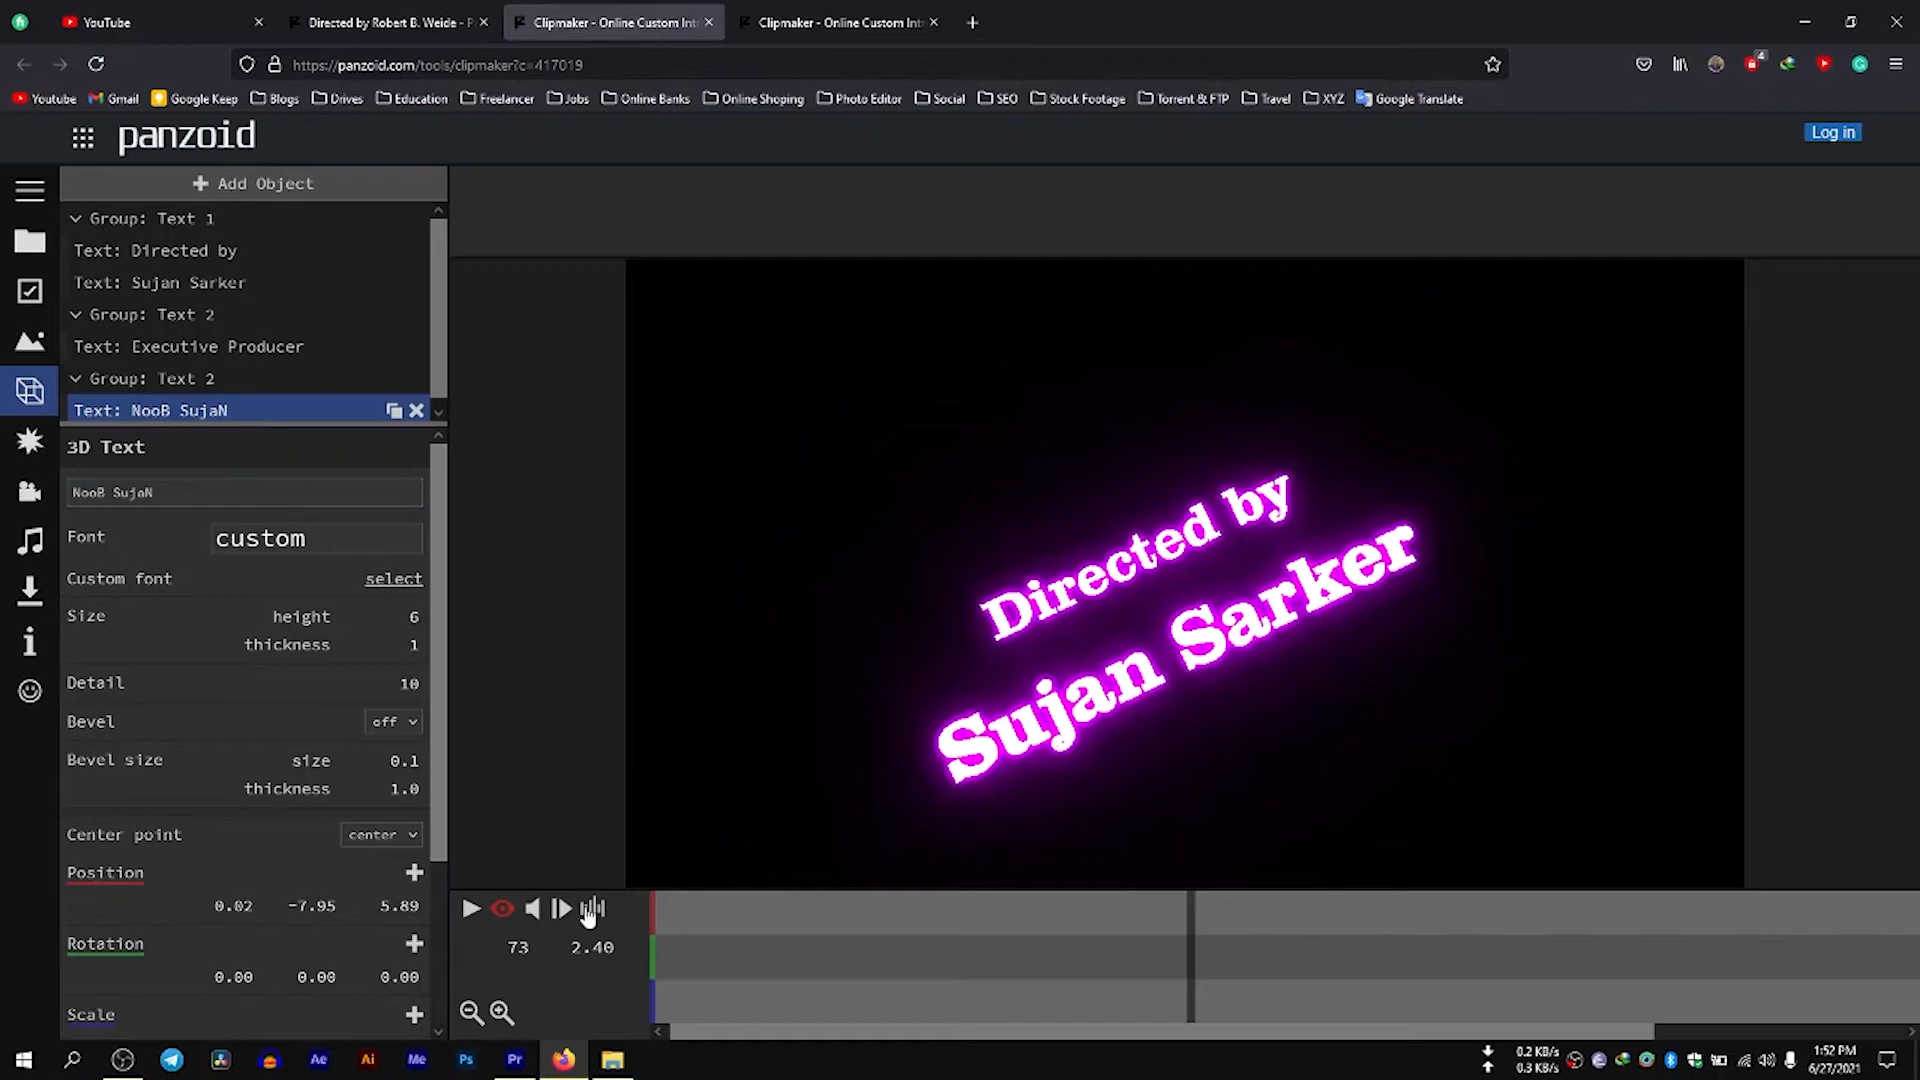 YouTube
Directed by Robert B. Weide - P
Clipmaker - Online Custom Int
Clipmaker - Online Custom Int
https://panzoid.com/tools/clipmaker?c=417019
4
Youtube
Gmail
Google Keep
Blogs
Drives
Education
Freelancer
Jobs
Online Banks
Online Shoping
Photo Editor
Social
SEO
Stock Footage
Torrent & FTP
Travel
XYZ
Google Translate
panzoid
Log in
Add Object
Group: Text 1
Text: Directed by
Text: Sujan Sarker
Group: Text 2
Text: Executive Producer
Group: Text 2
Text: NooB SujaN
3D Text
NooB SujaN
Font custom
Custom font select
Size height 6
thickness 1
Detail 10
Bevel off
Bevel size size 0.1
thickness 1.0
Center point center
Position
0.02 -7.95 5.89
Rotation
0.00 0.00 0.00
Scale
Directed by
Sujan Sarker
73 2.40
Ae
Ai
Me
Ps
Pr
0.2 KB/s
0.3 KB/s
1:52 PM
6/27/2021